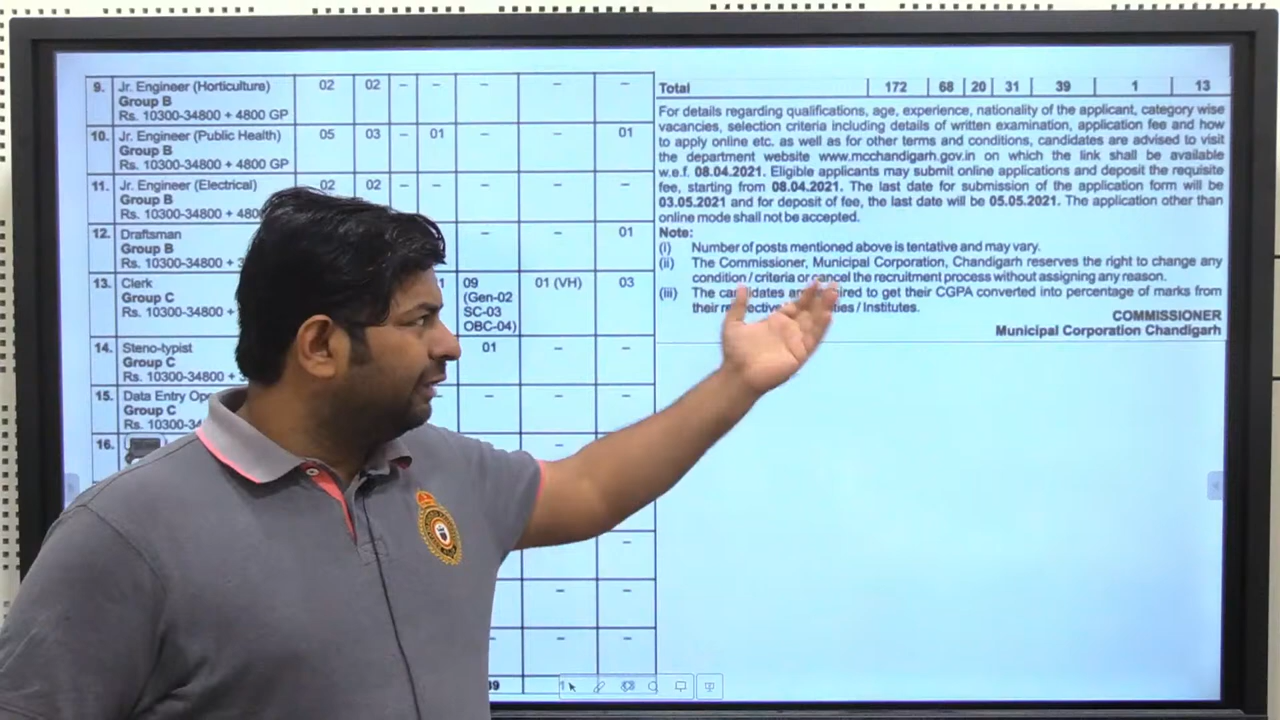 9. Jr. Engineer (Horticulture) 02 02 – – – – –
Group B
Rs. 10300-34800 + 4800 GP
10. Jr. Engineer (Public Health) 05 03 – 01 – – 01
Group B
Rs. 10300-34800 + 4800 GP
11. Jr. Engineer (Electrical) 02 02 – – – – –
Group B
Rs. 10300-34800 + 480
12. Draftsman – – 01
Group B
Rs. 10300-34800 +
13. Clerk 09 01 (VH) 03
Group C (Gen-02
Rs. 10300-34800 + SC-03
OBC-04)
14. Steno-typist 01 – –
Group C
Rs. 10300-34800 +
15. Data Entry – – – –
Group C
Rs. 10300-34
16. –
–
– –
– – –
Total 172 68 20 31 39 1 13
For details regarding qualifications, age, experience, nationality of the applicant, category wise
vacancies, selection criteria including details of written examination, application fee and how
to apply online etc. as well as for other terms and conditions, candidates are advised to visit
the department website www.mcchandigarh.gov.in on which the link shall be available
w.e.f. 08.04.2021. Eligible applicants may submit online applications and deposit the requisite
fee, starting from 08.04.2021. The last date for submission of the application form will be
03.05.2021 and for deposit of fee, the last date will be 05.05.2021. The application other than
online mode shall not be accepted.
Note:
(i) Number of posts mentioned above is tentative and may vary.
(ii) The Commissioner, Municipal Corporation, Chandigarh reserves the right to change any
condition / criteria or cancel the recruitment process without assigning any reason.
(iii) The candidates to get their CGPA converted into percentage of marks from
their / Institutes.
COMMISSIONER
Municipal Corporation Chandigarh